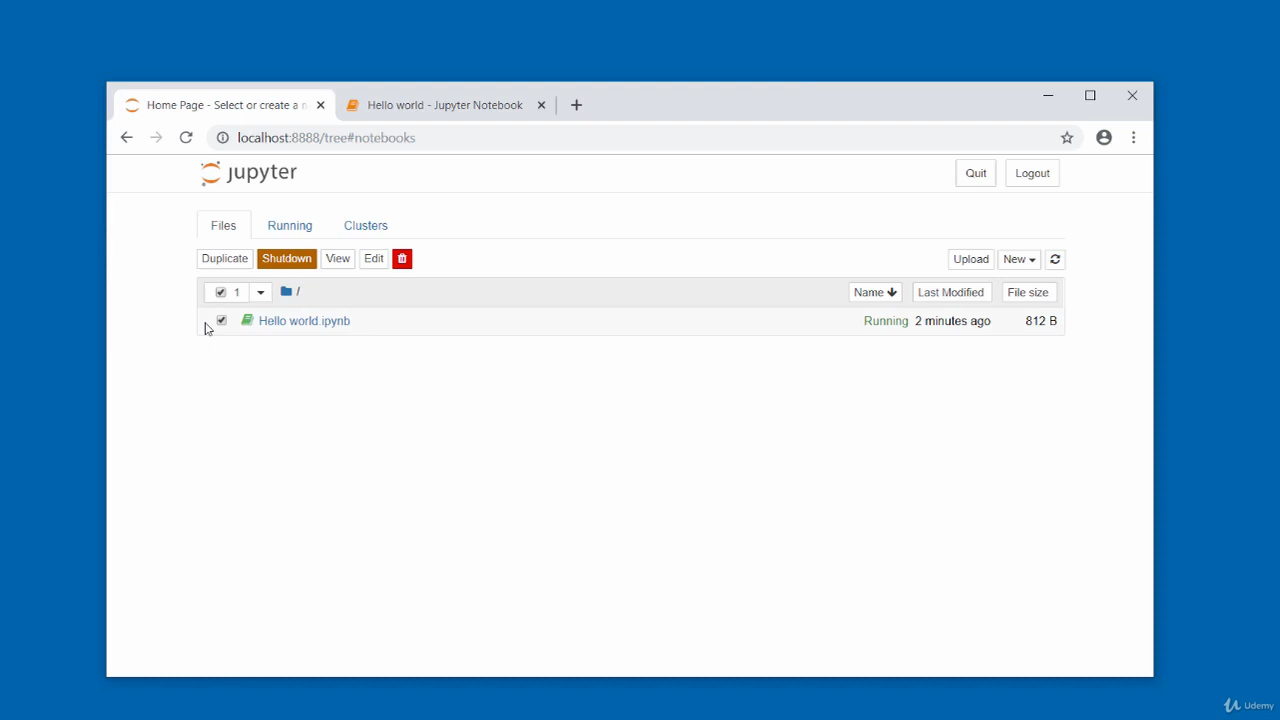 Home Page - Select or create a n
Hello world - Jupyter Notebook
localhost:8888/tree#notebooks
jupyter
Quit
Logout
Files
Running
Clusters
Duplicate
Shutdown
View
Edit
Upload
New
1
/
Name
Last Modified
File size
Hello world.ipynb
Running
2 minutes ago
812 B
Udemy